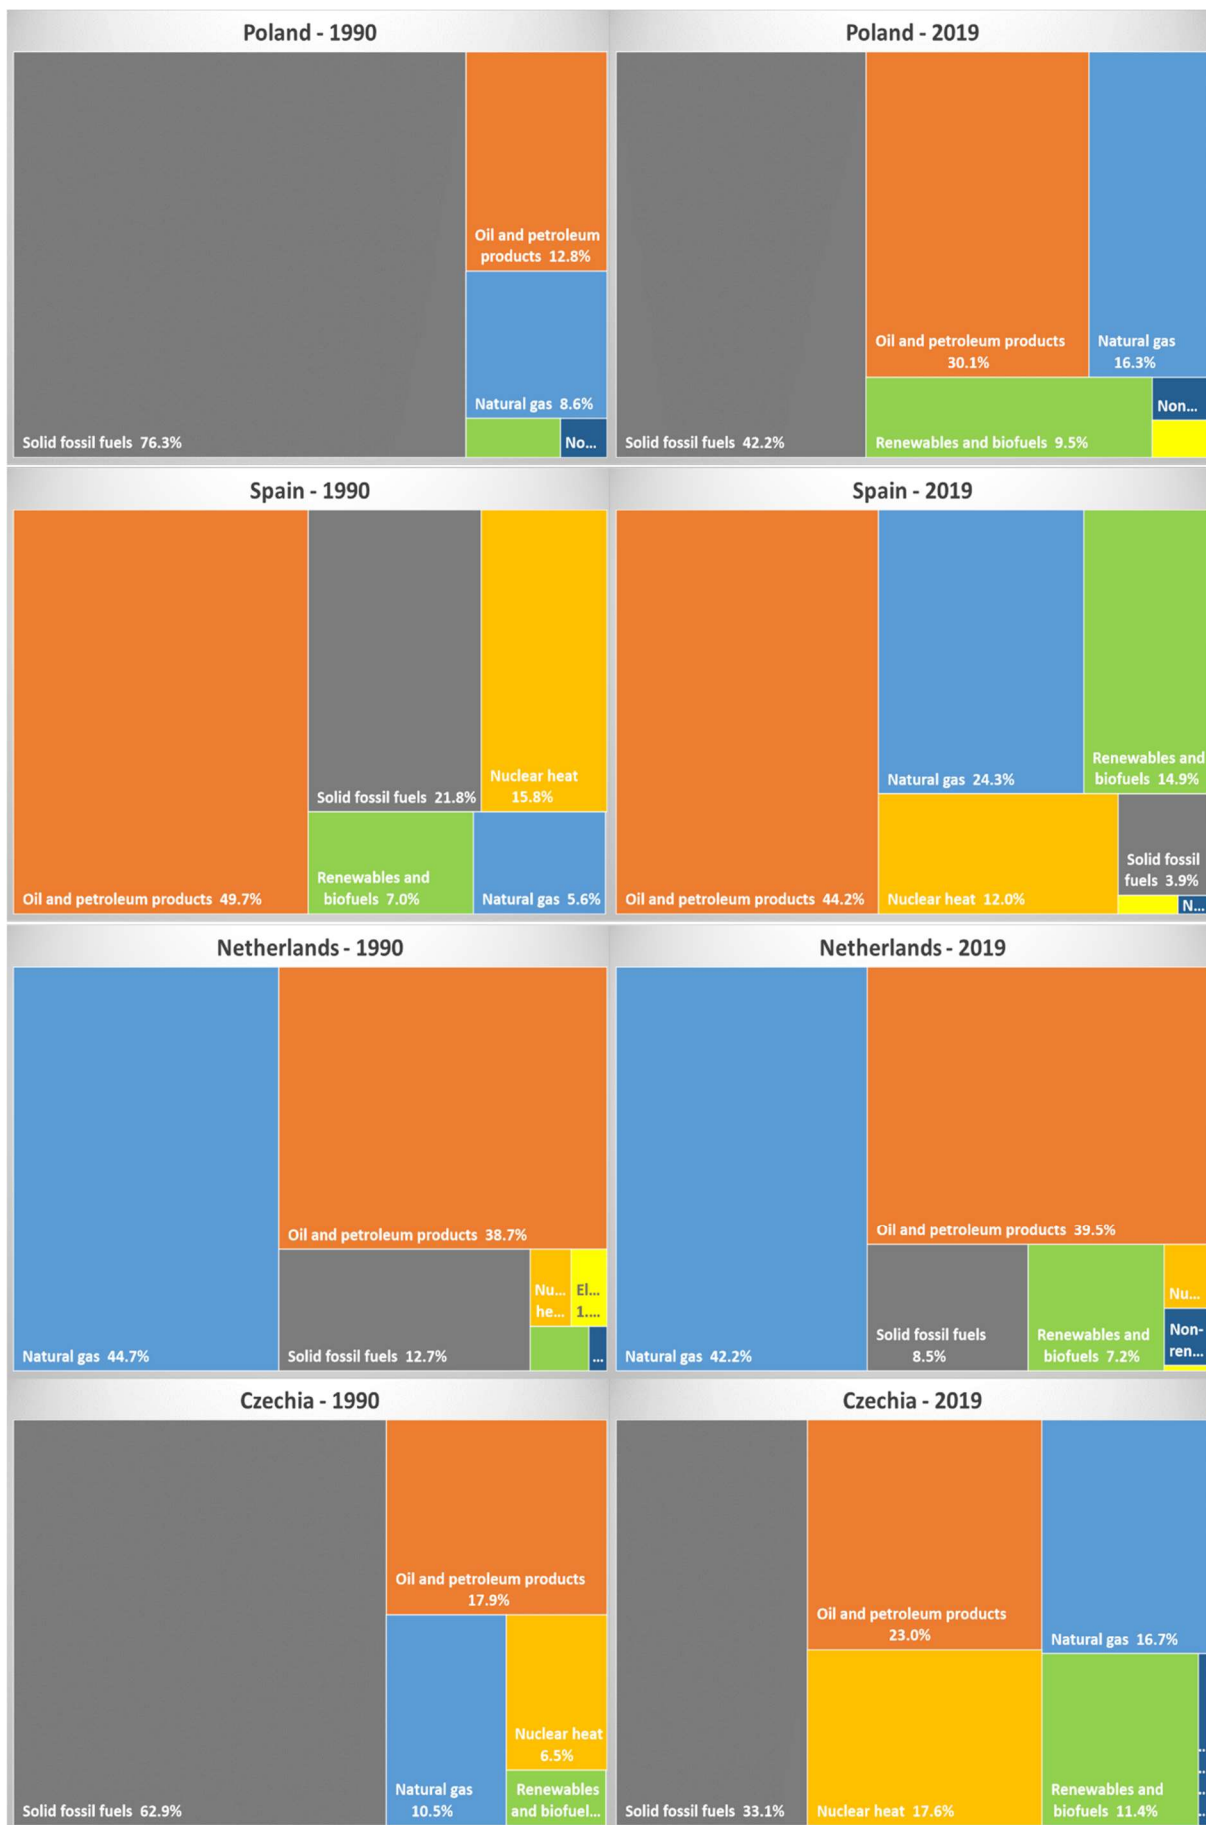 Poland - 1990
Oil and petroleum
products 12.8%
Natural gas 8.6%
Solid fossil fuels 76.3%
No...
Poland - 2019
Oil and petroleum products
30.1%
Natural gas
16.3%
Non...
Solid fossil fuels 42.2%
Renewables and biofuels 9.5%
Spain - 1990
Nuclear heat
15.8%
Solid fossil fuels 21.8%
Renewables and
biofuels 7.0%
Oil and petroleum products 49.7%
Natural gas 5.6%
Spain - 2019
Renewables and
biofuels 14.9%
Natural gas 24.3%
Solid fossil
fuels 3.9%
Oil and petroleum products 44.2%
Nuclear heat 12.0%
N...
Netherlands - 1990
Oil and petroleum products 38.7%
Nu...
he...
El...
1....
Natural gas 44.7%
Solid fossil fuels 12.7%
...
Netherlands - 2019
Oil and petroleum products 39.5%
Nu...
Solid fossil fuels
8.5%
Renewables and
biofuels 7.2%
Non-
ren...
Natural gas 42.2%
Czechia - 1990
Oil and petroleum products
17.9%
Nuclear heat
6.5%
Natural gas
10.5%
Renewables
and biofuel...
Solid fossil fuels 62.9%
Czechia - 2019
Oil and petroleum products
23.0%
Natural gas 16.7%
Renewables and
biofuels 11.4%
Solid fossil fuels 33.1%
Nuclear heat 17.6%